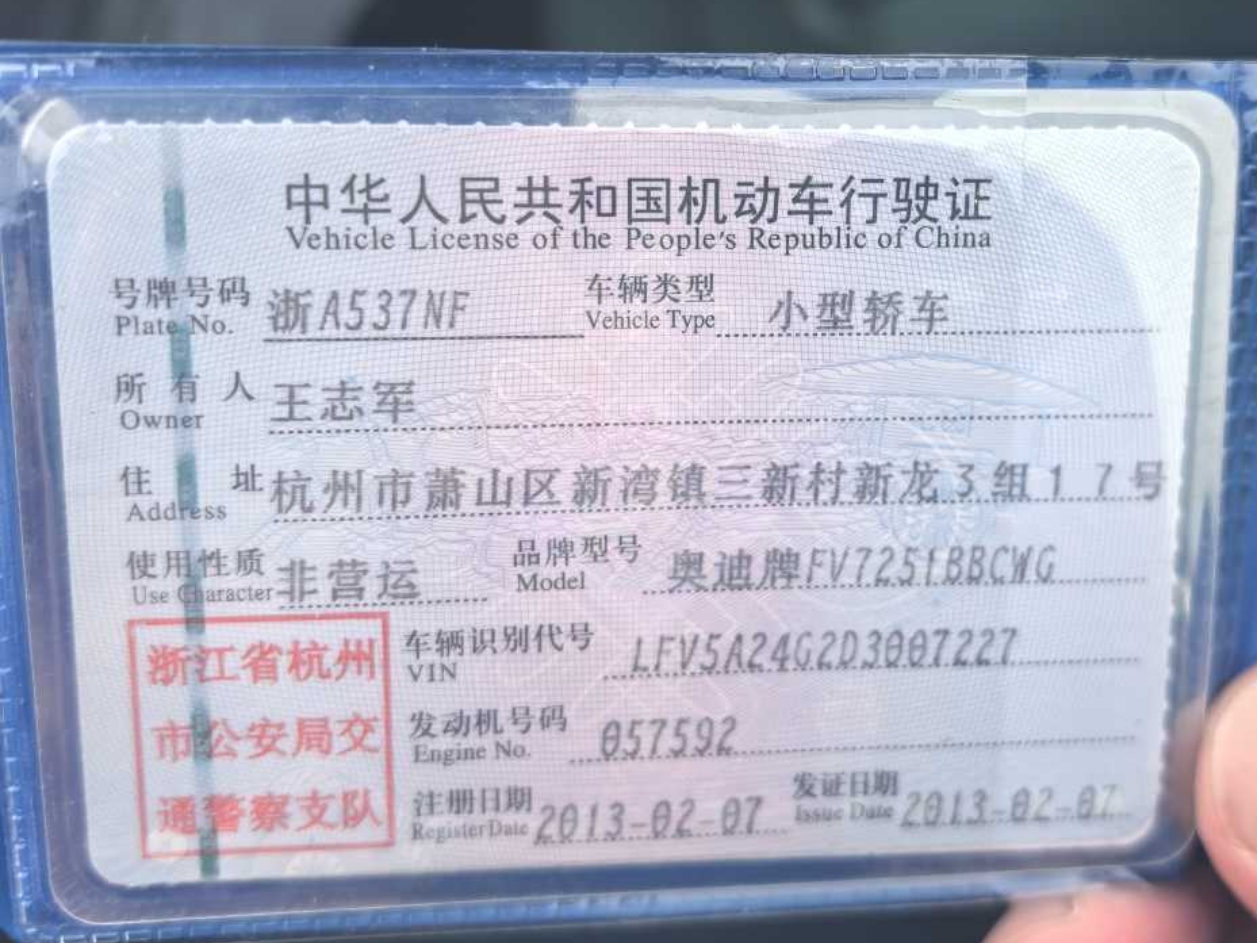 中华人民共和国机动车行驶证
Vehicle License of the People's Republic of China
号牌号码 浙A537NF 车辆类型 小型轿车
Plate No. Vehicle Type
所有人 王志军
Owner
住址 杭州市萧山区新湾镇三新村新龙3组17号
Address
使用性质 非营运 品牌型号 奥迪牌FV7251BBCWG
Use Character Model
浙江省杭州
市公安局交
通警察支队
车辆识别代号 LFV5A24G2D3007227
VIN
发动机号码 057592
Engine No.
注册日期 2013-02-07 发证日期 2013-02-07
Register Date Issue Date